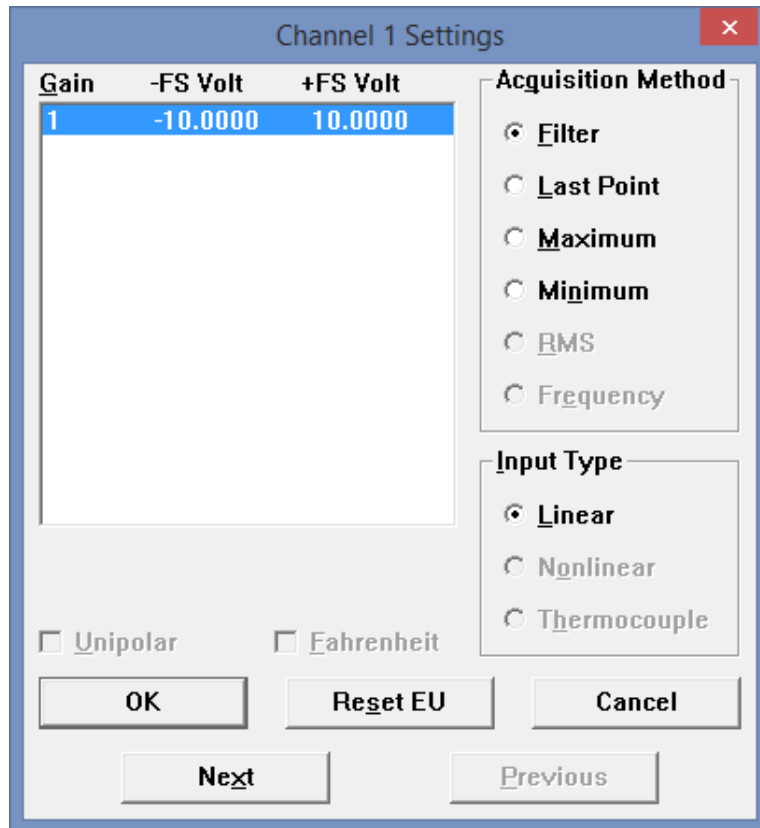 Channel 1 Settings
Gain -FS Volt +FS Volt
1 -10.0000 10.0000
Acquisition Method
Filter
Last Point
Maximum
Minimum
RMS
Frequency
Input Type
Linear
Nonlinear
Thermocouple
Unipolar Fahrenheit
OK Reset EU Cancel
Next Previous